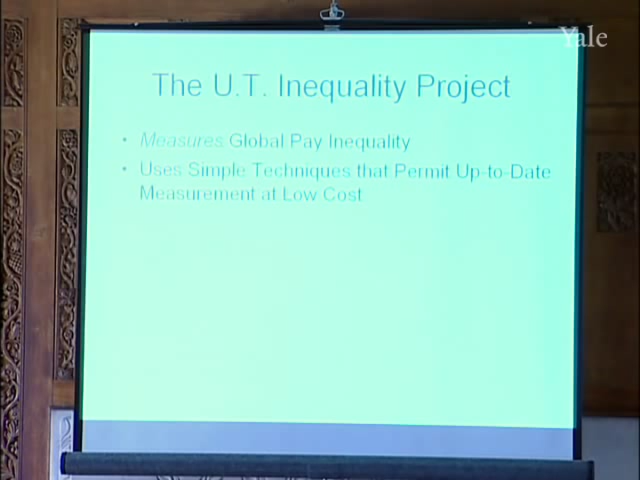 Yale
The U.T. Inequality Project
• Measures Global Pay Inequality
• Uses Simple Techniques that Permit Up-to-Date
Measurement at Low Cost